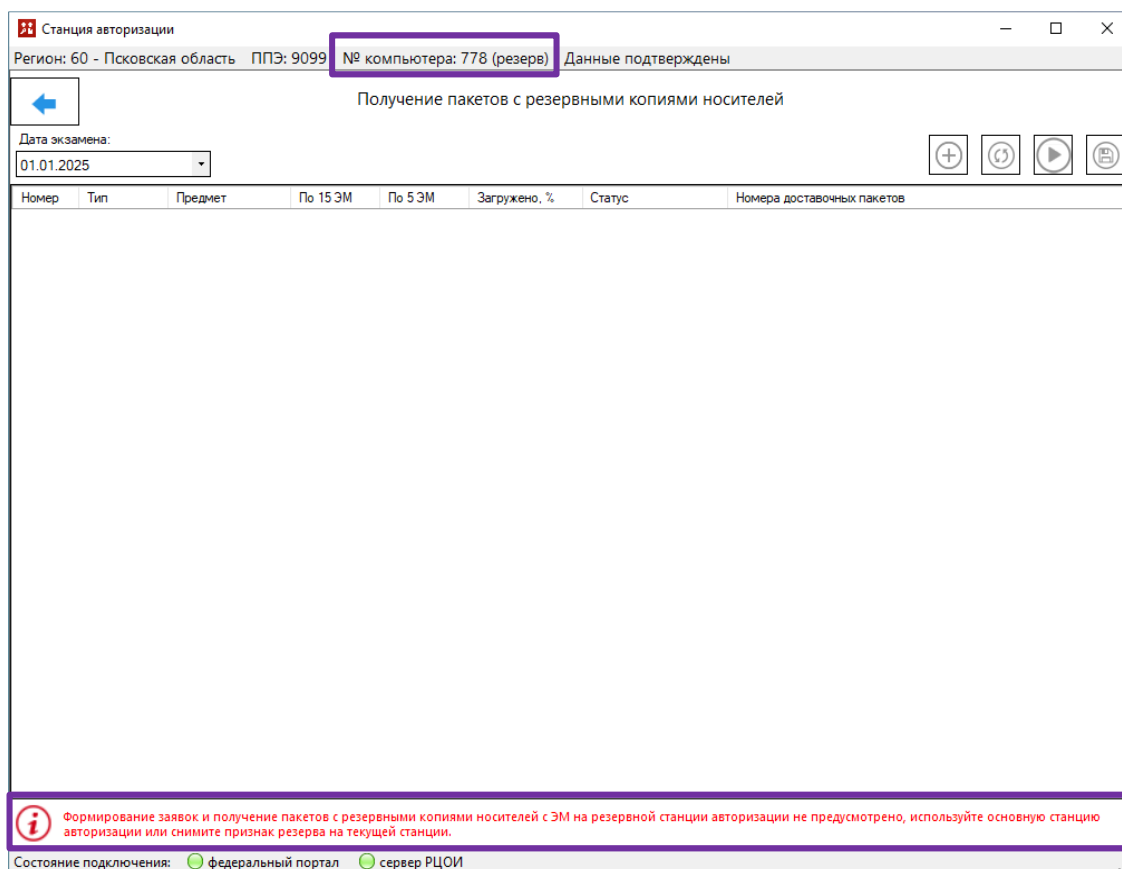 Станция авторизации
Регион: 60 - Псковская область ППЭ: 9099 № компьютера: 778 (резерв) Данные подтверждены
Получение пакетов с резервными копиями носителей
Дата экзамена:
01.01.2025
Номер Тип Предмет По 15 ЭМ По 5 ЭМ Загружено, % Статус Номера доставочных пакетов
Формирование заявок и получение пакетов с резервными копиями носителей с ЭМ на резервной станции авторизации не предусмотрено, используйте основную станцию
авторизации или снимите признак резерва на текущей станции.
Состояние подключения: федеральный портал сервер РЦОИ